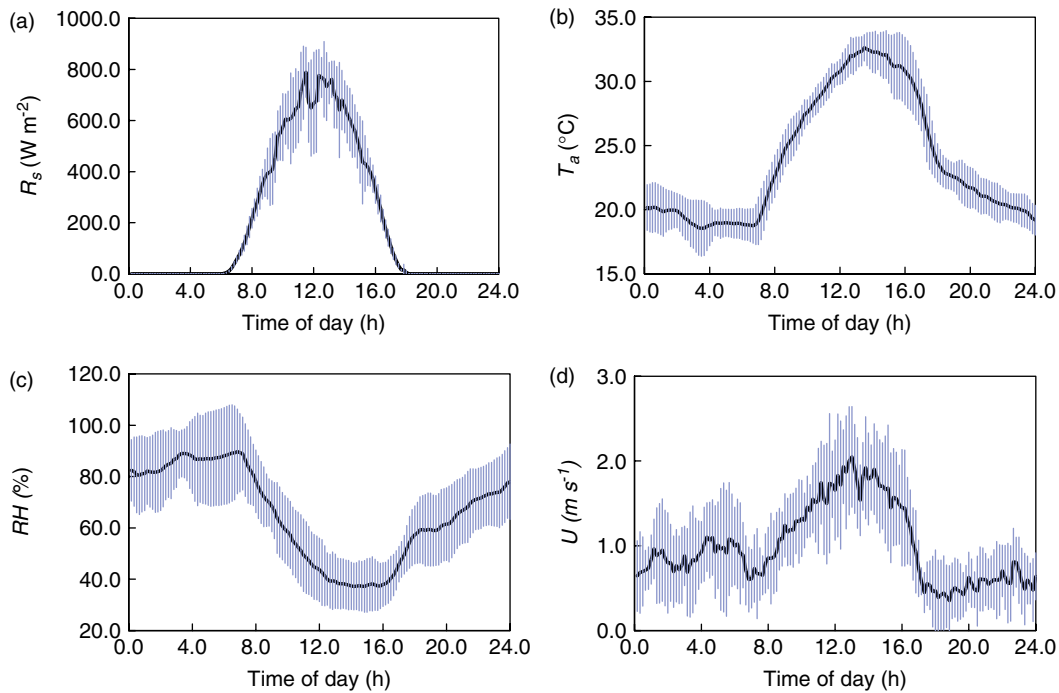 (a)
1000.0
800.0
600.0
400.0
200.0
0.0
R_s (W m⁻²)
0.0 4.0 8.0 12.0 16.0 20.0 24.0
Time of day (h)
(b)
35.0
30.0
25.0
20.0
15.0
T_a (°C)
0.0 4.0 8.0 12.0 16.0 20.0 24.0
Time of day (h)
(c)
120.0
100.0
80.0
60.0
40.0
20.0
RH (%)
0.0 4.0 8.0 12.0 16.0 20.0 24.0
Time of day (h)
(d)
3.0
2.0
1.0
0.0
U (m s⁻¹)
0.0 4.0 8.0 12.0 16.0 20.0 24.0
Time of day (h)